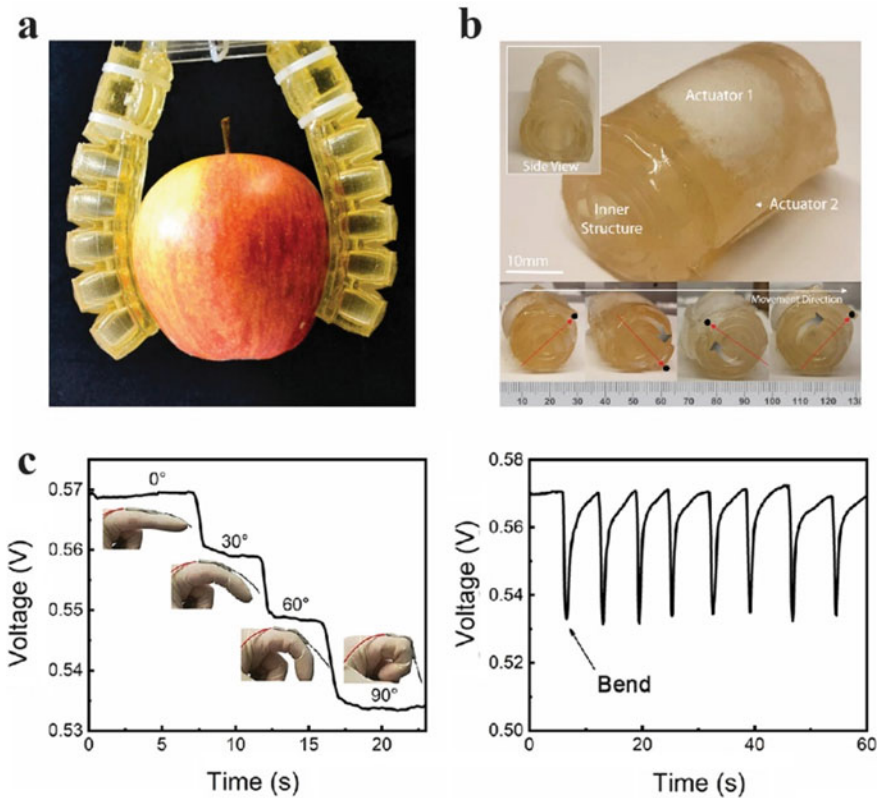 a
b
Actuator 1
Side View
Actuator 2
Inner
Structure
10mm
Movement Direction
10 20 30 40 50 60 70 80 90 100 110 120 130
c
0.57
0.56
0.55
0.54
0.53
Voltage (V)
0°
30°
60°
90°
0 5 10 15 20
Time (s)
0.58
0.56
0.54
0.52
0.50
Voltage (V)
Bend
0 20 40 60
Time (s)